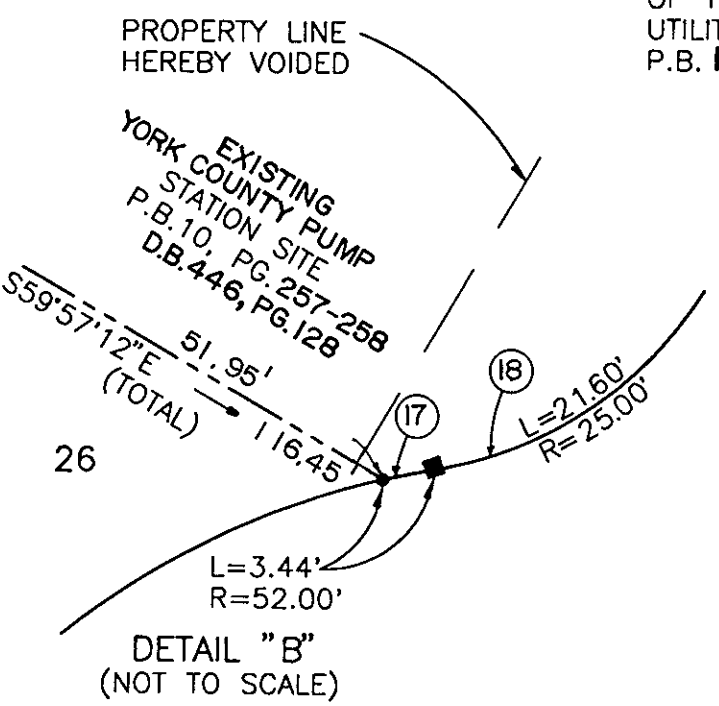 PROPERTY LINE
HEREBY VOIDED
UTILIT
P.B.
EXISTING
YORK COUNTY PUMP
STATION SITE
P.B.10, PG. 257-258
D.B.446, PG.128
S59°57'12"E
51.95'
(TOTAL)
116.45
17
18
L=21.60'
R=25.00'
26
L=3.44'
R=52.00'
DETAIL "B"
(NOT TO SCALE)